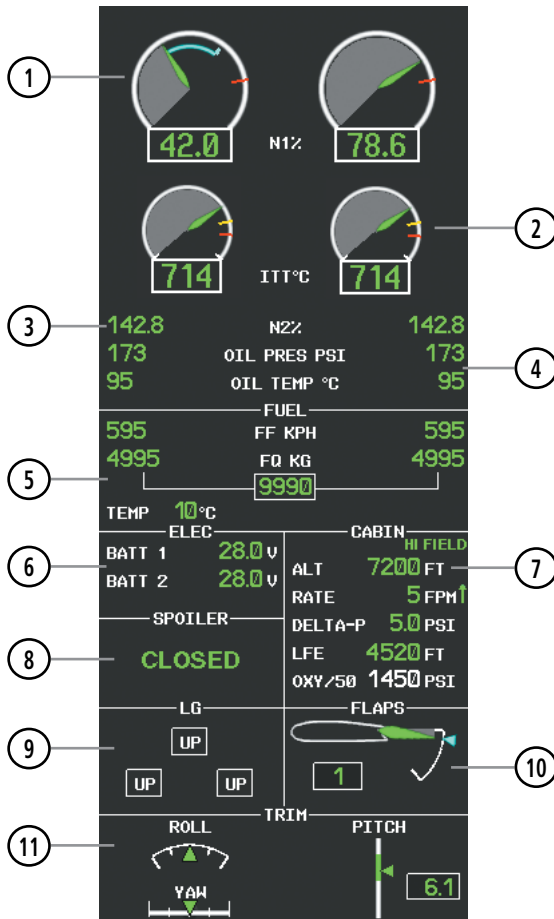 1
42.0 N1% 78.6
2
714 ITT°C 714
3
142.8 N2% 142.8
173 OIL PRES PSI 173
4
95 OIL TEMP °C 95
FUEL
595 FF KPH 595
4995 FQ KG 4995
5
9990
TEMP 10°C
ELEC
6
BATT 1 28.0 V
BATT 2 28.0 V
CABIN
HI FIELD
ALT 7200 FT
7
RATE 5 FPM↑
DELTA-P 5.0 PSI
LFE 4520 FT
OXY/50 1450 PSI
SPOILER
8
CLOSED
LG
9
UP
UP UP
FLAPS
1
10
TRIM
11
ROLL
YAW
PITCH
6.1